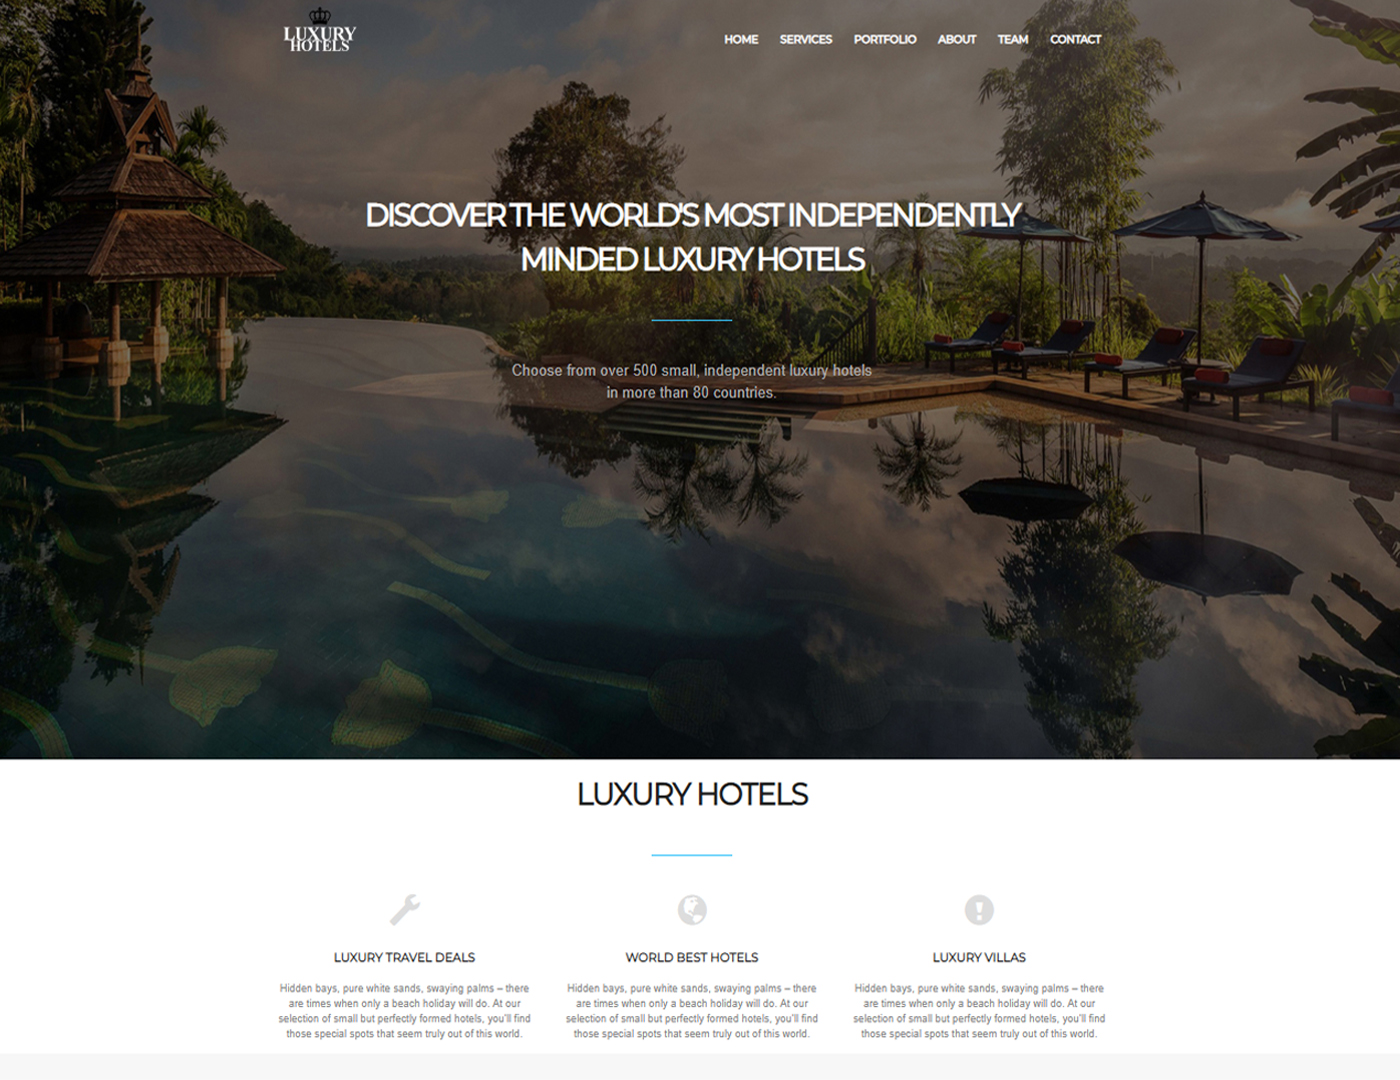 LUXURY
HOTELS
HOME SERVICES PORTFOLIO ABOUT TEAM CONTACT
DISCOVER THE WORLD'S MOST INDEPENDENTLY
MINDED LUXURY HOTELS
Choose from over 500 small, independent luxury hotels
in more than 80 countries.
LUXURY HOTELS
LUXURY TRAVEL DEALS
Hidden bays, pure white sands, swaying palms – there
are times when only a beach holiday will do. At our
selection of small but perfectly formed hotels, you'll find
those special spots that seem truly out of this world.
WORLD BEST HOTELS
Hidden bays, pure white sands, swaying palms – there
are times when only a beach holiday will do. At our
selection of small but perfectly formed hotels, you'll find
those special spots that seem truly out of this world.
LUXURY VILLAS
Hidden bays, pure white sands, swaying palms – there
are times when only a beach holiday will do. At our
selection of small but perfectly formed hotels, you'll find
those special spots that seem truly out of this world.